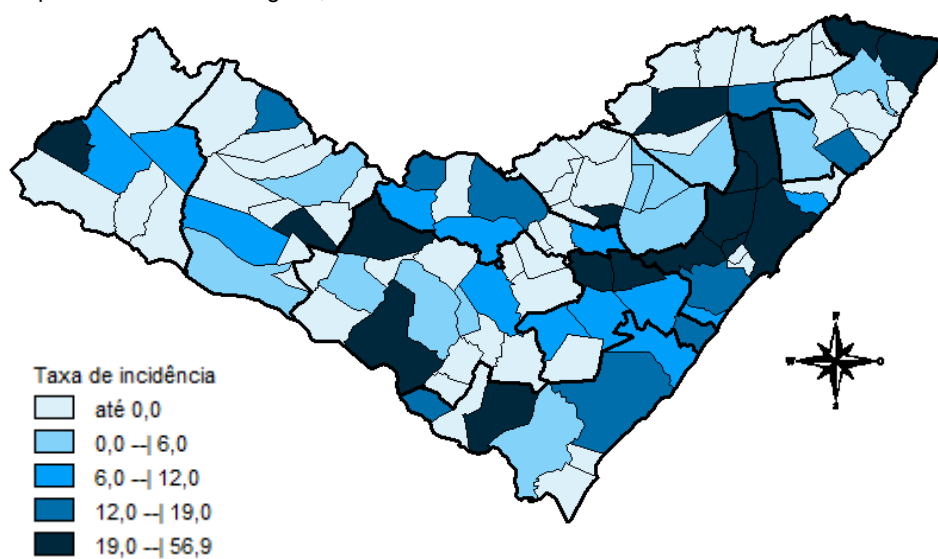 Taxa de incidência
até 0,0
0,0 --| 6,0
6,0 --| 12,0
12,0 --| 19,0
19,0 --| 56,9
N
W
O
S